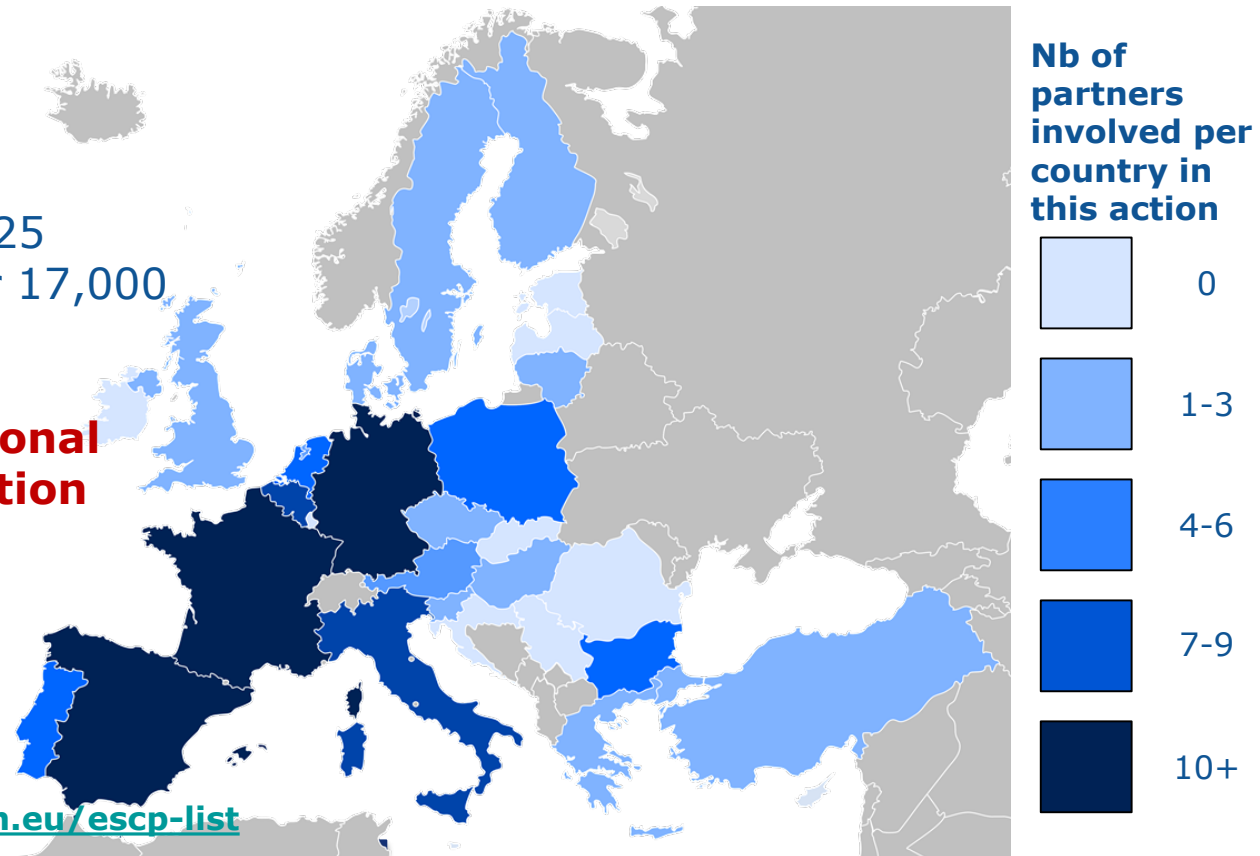 Nb of
partners
involved per
country in
this action
0
1-3
4-6
7-9
10+
25
17,000
onal
tion
n.eu/escp-list